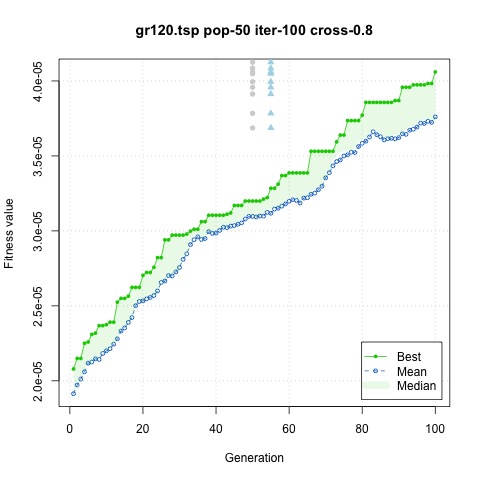 gr120.tsp pop-50 iter-100 cross-0.8
Fitness value
4.0e-05
3.5e-05
3.0e-05
2.5e-05
2.0e-05
Best
Mean
Median
0 20 40 60 80 100
Generation